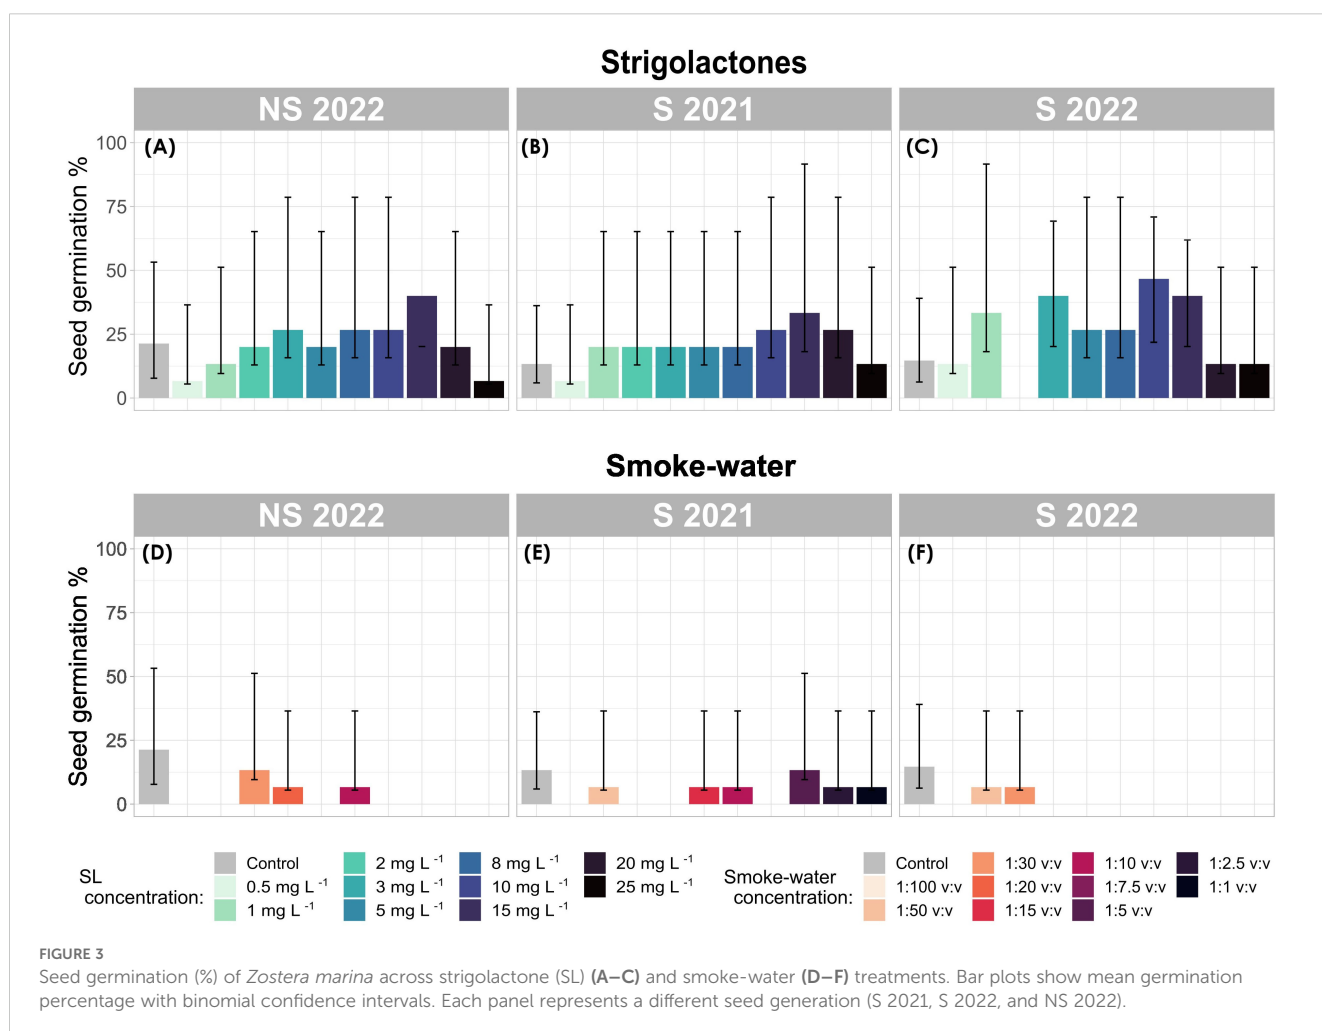 Strigolactones
NS 2022 S 2021 S 2022
(A) (B) (C)
Seed germination %
100
75
50
25
0
Smoke-water
NS 2022 S 2021 S 2022
(D) (E) (F)
Seed germination %
100
75
50
25
0
SL concentration:
Control
0.5 mg L -1
1 mg L -1
2 mg L -1
3 mg L -1
5 mg L -1
8 mg L -1
10 mg L -1
15 mg L -1
20 mg L -1
25 mg L -1
Smoke-water concentration:
Control
1:100 v:v
1:50 v:v
1:30 v:v
1:20 v:v
1:15 v:v
1:10 v:v
1:7.5 v:v
1:5 v:v
1:2.5 v:v
1:1 v:v
FIGURE 3
Seed germination (%) of Zostera marina across strigolactone (SL) (A–C) and smoke-water (D–F) treatments. Bar plots show mean germination
percentage with binomial confidence intervals. Each panel represents a different seed generation (S 2021, S 2022, and NS 2022).